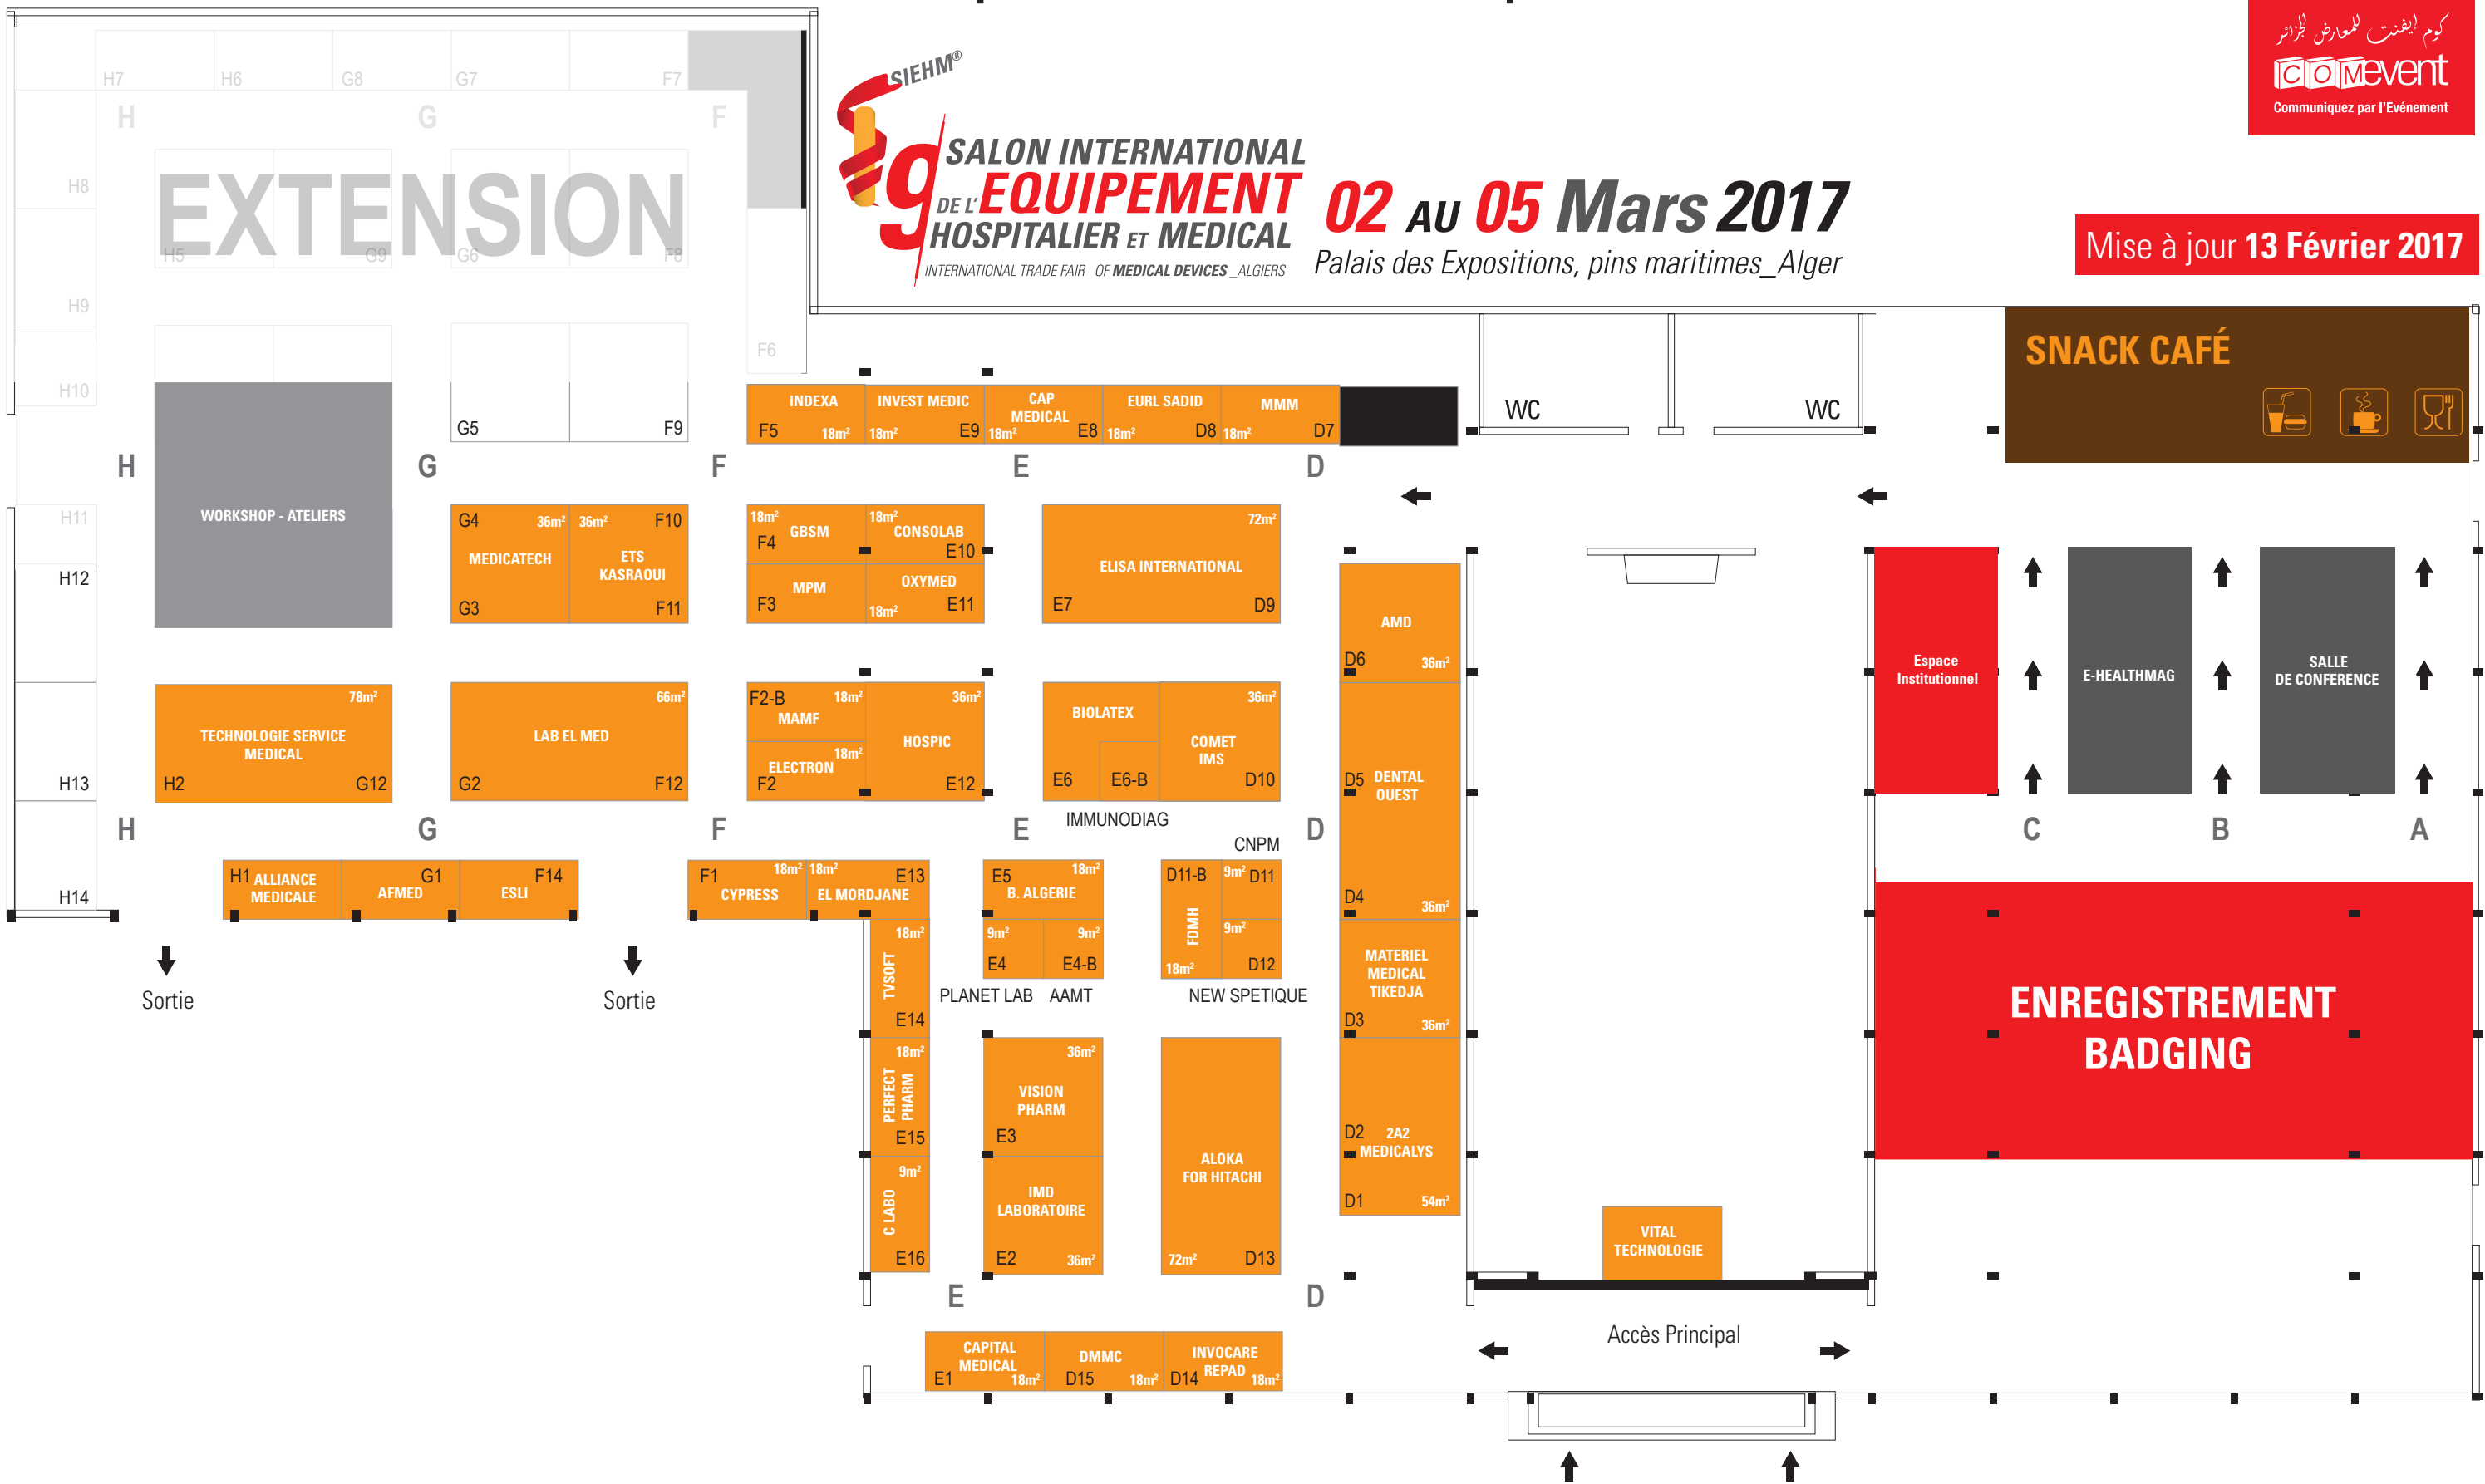 كوم إيفنت للمعارض الجزائر
COMEVENT
Communiquez par l'Evénement
SIEHM®
SALON INTERNATIONAL
DE L'EQUIPEMENT
HOSPITALIER ET MEDICAL
INTERNATIONAL TRADE FAIR OF MEDICAL DEVICES _ALGIERS
02 AU 05 Mars 2017
Palais des Expositions, pins maritimes_Alger
Mise à jour 13 Février 2017
H7 H6 G8 G7 F7
H G F
H8
EXTENSION
H5 G9 G6 F8
H9
F6
H10
SNACK CAFÉ
WC WC
G5 F9
INDEXA
F5 18m²
INVEST MEDIC
18m² E9
CAP
MEDICAL
18m² E8
EURL SADID
18m² D8
MMM
18m² D7
H G F E D
H11
H12
WORKSHOP - ATELIERS
G4 36m²
MEDICATECH
G3
36m² F10
ETS
KASRAOUI
F11
18m²
GBSM
F4
18m²
CONSOLAB
E10
MPM
F3
OXYMED
18m² E11
72m²
ELISA INTERNATIONAL
E7 D9
AMD
D6 36m²
Espace
Institutionnel
E-HEALTHMAG
SALLE
DE CONFERENCE
H13
78m²
TECHNOLOGIE SERVICE
MEDICAL
H2 G12
66m²
LAB EL MED
G2 F12
F2-B 18m²
MAMF
18m²
ELECTRON
F2
36m²
HOSPIC
E12
BIOLATEX
E6 E6-B
IMMUNODIAG
36m²
COMET
IMS
D10
D5 DENTAL
OUEST
D4 36m²
H G F E D C B A
H14
H1 ALLIANCE
MEDICALE
G1
AFMED
F14
ESLI
F1 18m²
CYPRESS
18m² E13
EL MORDJANE
E5 18m²
B. ALGERIE
CNPM
D11-B
FDMH
18m²
9m² D11
9m²
D12
9m²
E4
9m²
E4-B
PLANET LAB AAMT NEW SPETIQUE
Sortie Sortie
18m²
TVSOFT
E14
MATERIEL
MEDICAL
TIKEDJA
D3 36m²
ENREGISTREMENT
BADGING
18m²
PERFECT
PHARM
E15
36m²
VISION
PHARM
E3
ALOKA
FOR HITACHI
72m² D13
D2 2A2
MEDICALYS
D1 54m²
9m²
C LABO
E16
IMD
LABORATOIRE
E2 36m²
VITAL
TECHNOLOGIE
E D
Accès Principal
CAPITAL
MEDICAL
E1 18m²
DMMC
D15 18m²
INVOCARE
REPAD
D14 18m²